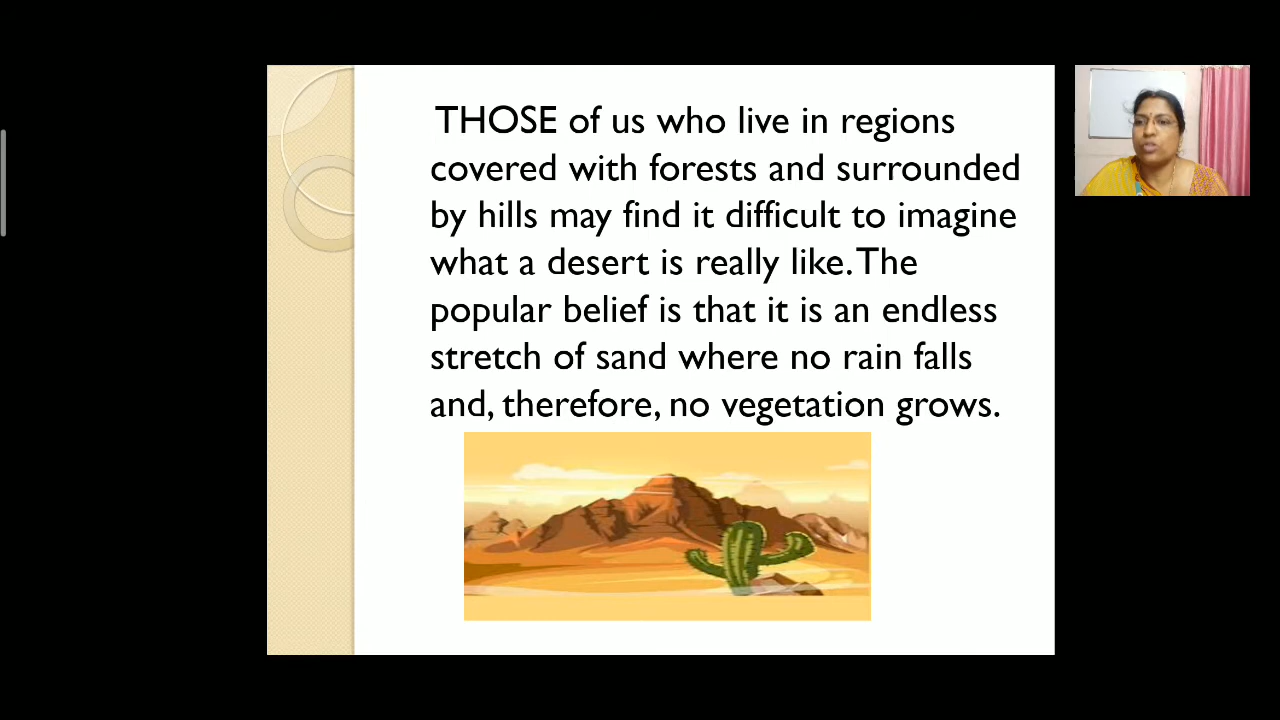 THOSE of us who live in regions
covered with forests and surrounded
by hills may find it difficult to imagine
what a desert is really like. The
popular belief is that it is an endless
stretch of sand where no rain falls
and, therefore, no vegetation grows.